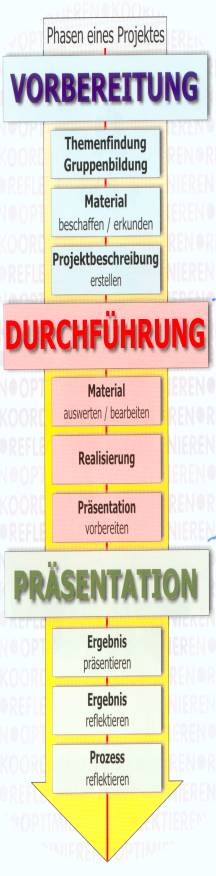 Phasen eines Projektes
VORBEREITUNG
Themenfindung
Gruppenbildung
Material
beschaffen / erkunden
Projektbeschreibung
erstellen
DURCHFÜHRUNG
Material
auswerten / bearbeiten
Realisierung
Präsentation
vorbereiten
PRÄSENTATION
Ergebnis
präsentieren
Ergebnis
reflektieren
Prozess
reflektieren